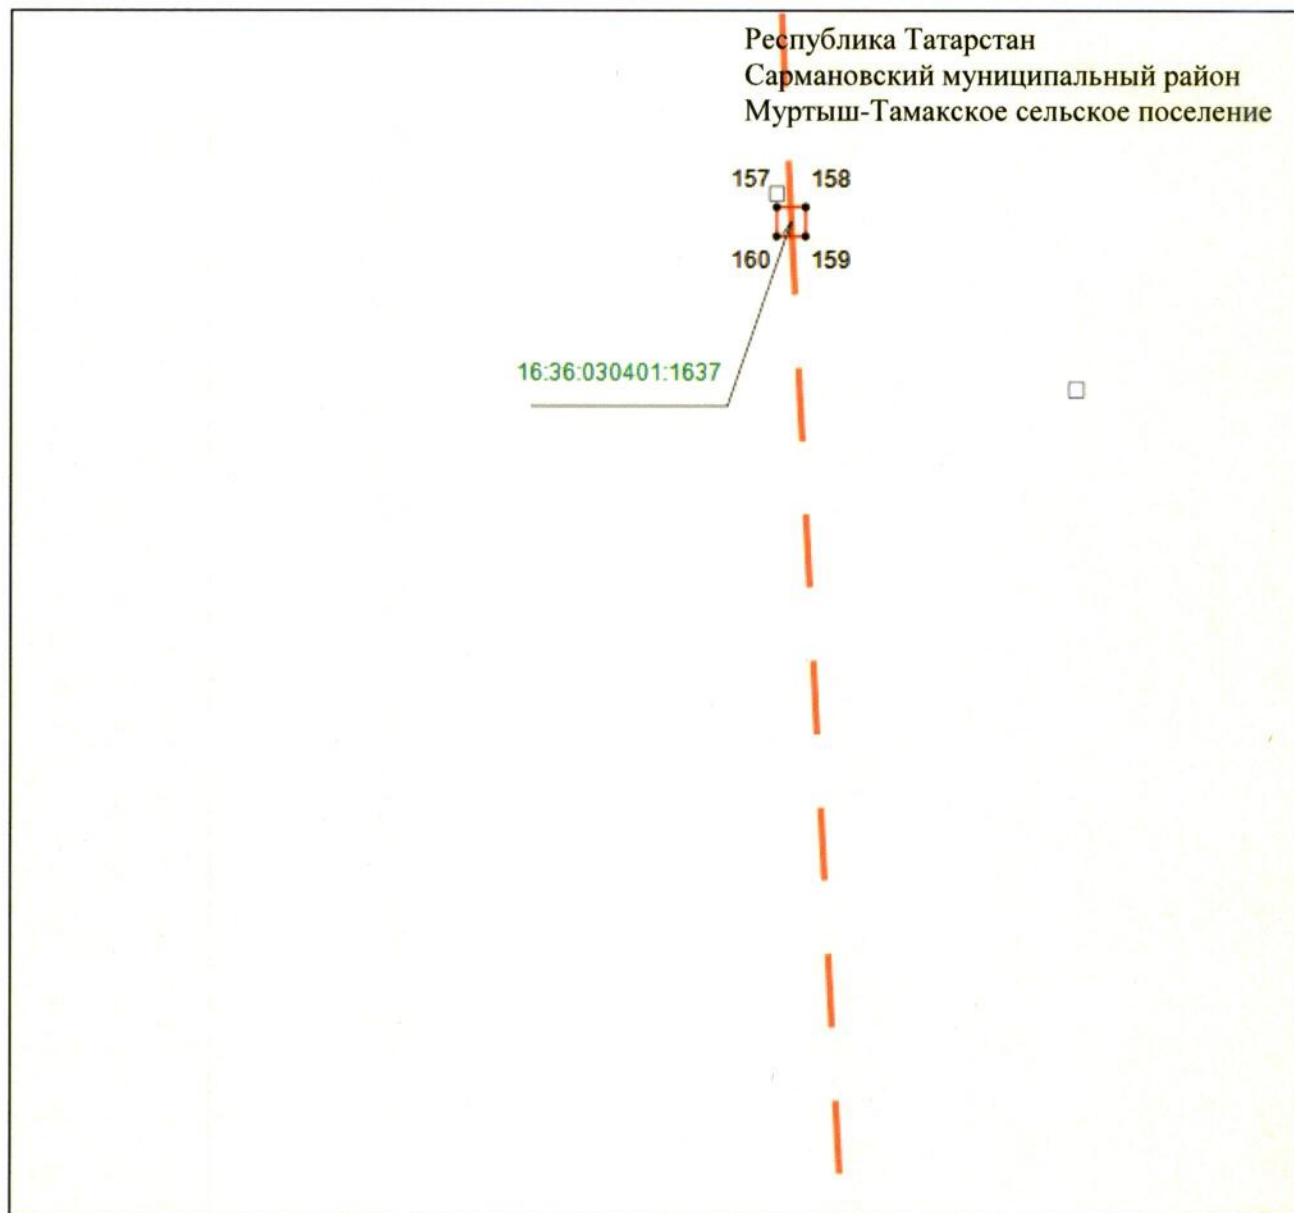 Республика Татарстан
Сармановский муниципальный район
Муртыш-Тамакское сельское поселение
157 158
160 159
16:36:030401:1637